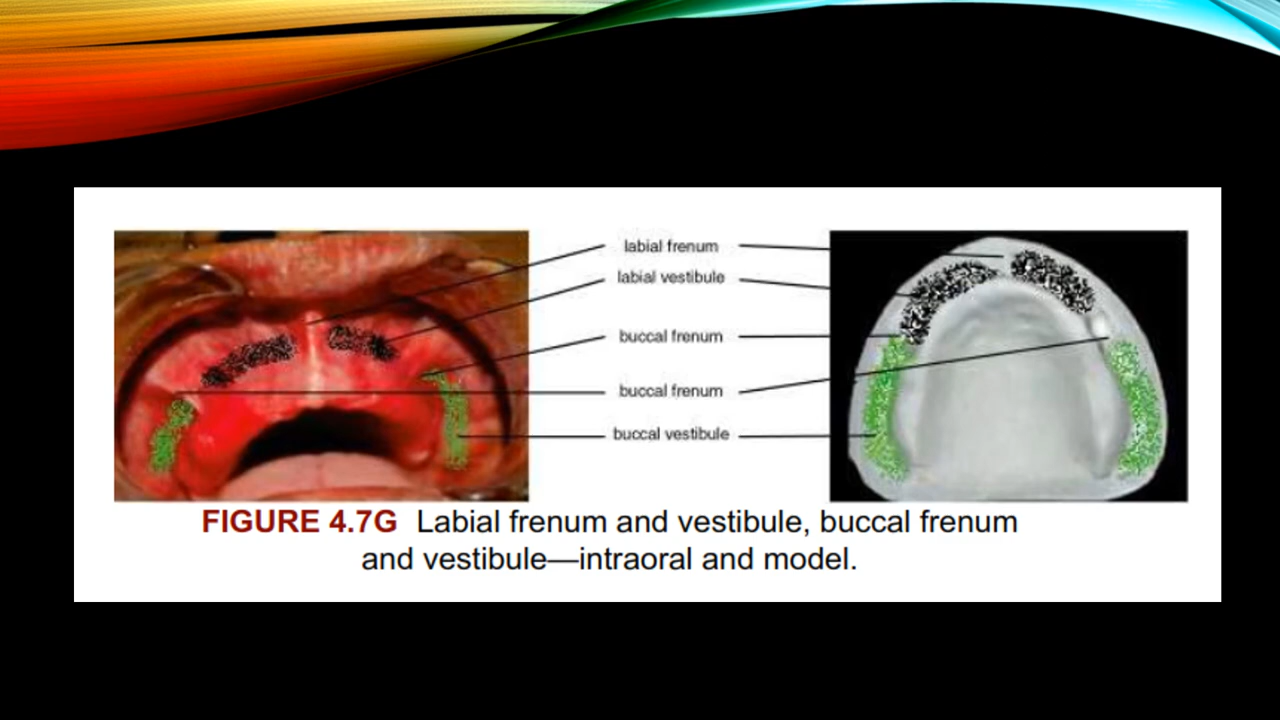 labial frenum
labial vestibule
buccal frenum
buccal frenum
buccal vestibule
FIGURE 4.7G Labial frenum and vestibule, buccal frenum
and vestibule—intraoral and model.